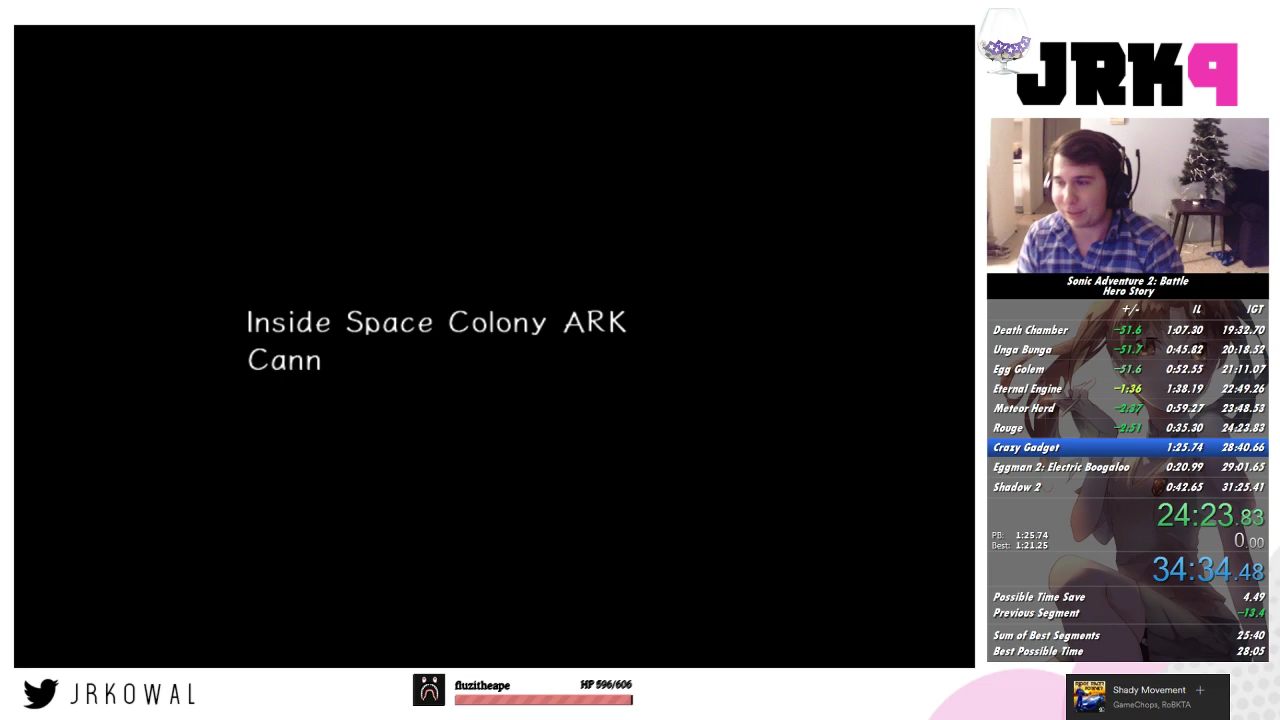 Inside Space Colony ARK
Cann
JRK9
Sonic Adventure 2: Battle
Hero Story
+/- IL IGT
Death Chamber -51.6 1:07.30 19:32.70
Unga Bunga -51.7 0:45.82 20:18.52
Egg Golem -51.6 0:52.55 21:11.07
Eternal Engine -1:36 1:38.19 22:49.26
Meteor Herd -2:37 0:59.27 23:48.53
Rouge -2:51 0:35.30 24:23.83
Crazy Gadget 1:25.74 28:40.66
Eggman 2: Electric Boogaloo 0:20.99 29:01.65
Shadow 2 0:42.65 31:25.41
24:23.83
PB: 1:25.74
Best: 1:21.25
0.00
34:34.48
Possible Time Save 4.49
Previous Segment -13.4
Sum of Best Segments 25:40
Best Possible Time 28:05
JRKOWAL
fluzitheape HP 596/606
Shady Movement +
GameChops, RoBKTA